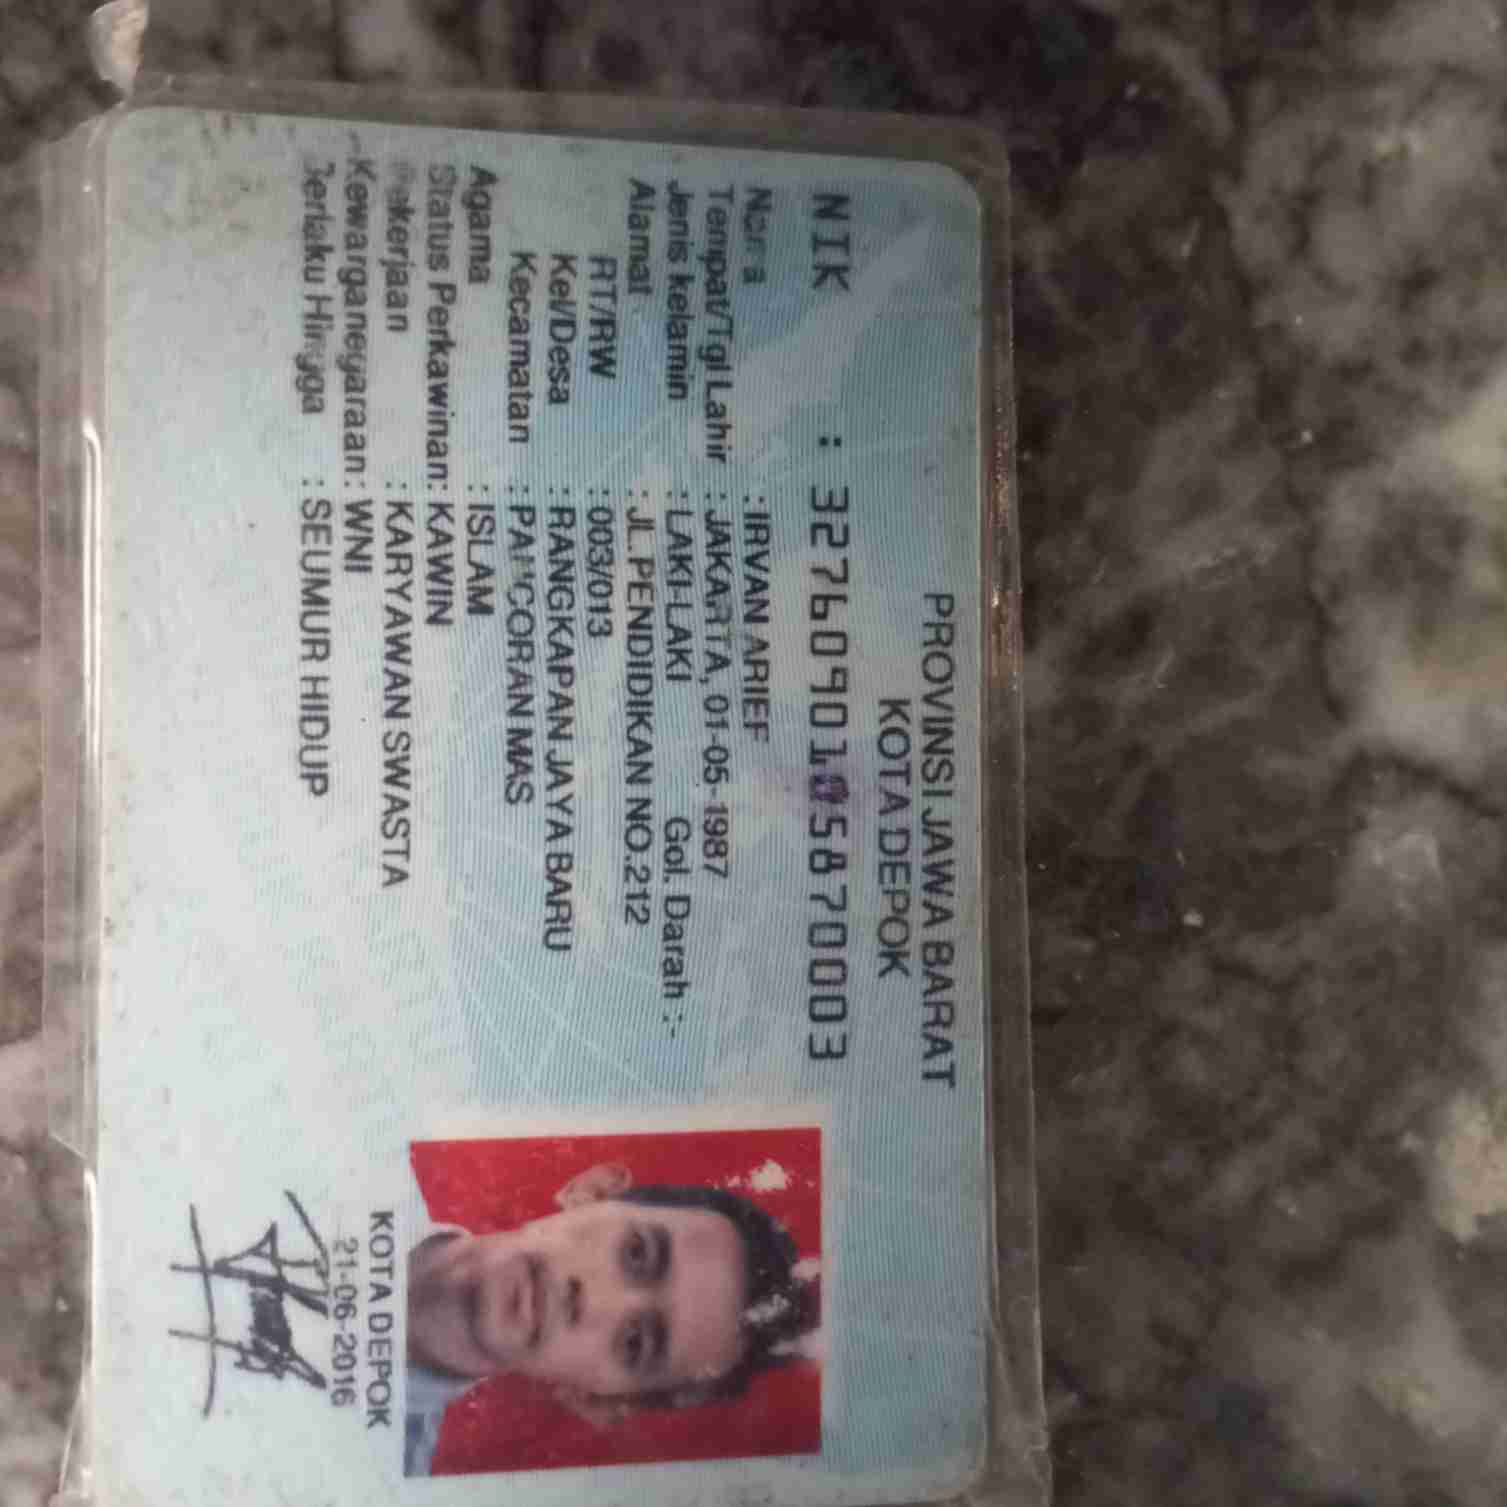 PROVINSI JAWA BARAT
KOTA DEPOK
NIK : 3276090105870003
Nama : IRVAN ARIEF
Tempat/Tgl Lahir : JAKARTA, 01-05-1987
Jenis kelamin : LAKI-LAKI Gol. Darah :-
Alamat : JL.PENDIDIKAN NO.212
RT/RW : 003/013
Kel/Desa : RANGKAPAN JAYA BARU
Kecamatan : PANCORAN MAS
Agama : ISLAM
Status Perkawinan: KAWIN
Pekerjaan : KARYAWAN SWASTA
Kewarganegaraan: WNI
Berlaku Hingga : SEUMUR HIDUP
KOTA DEPOK
21-06-2016